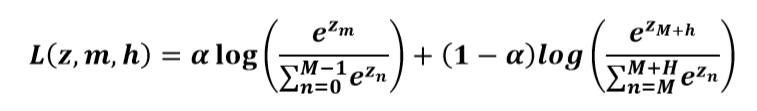 L(z, m, h) = α log(e^{z_m} / ∑_{n=0}^{M−1} e^{z_n}) + (1 − α)log(e^{z_{M+h}} / ∑_{n=M}^{M+H} e^{z_n})